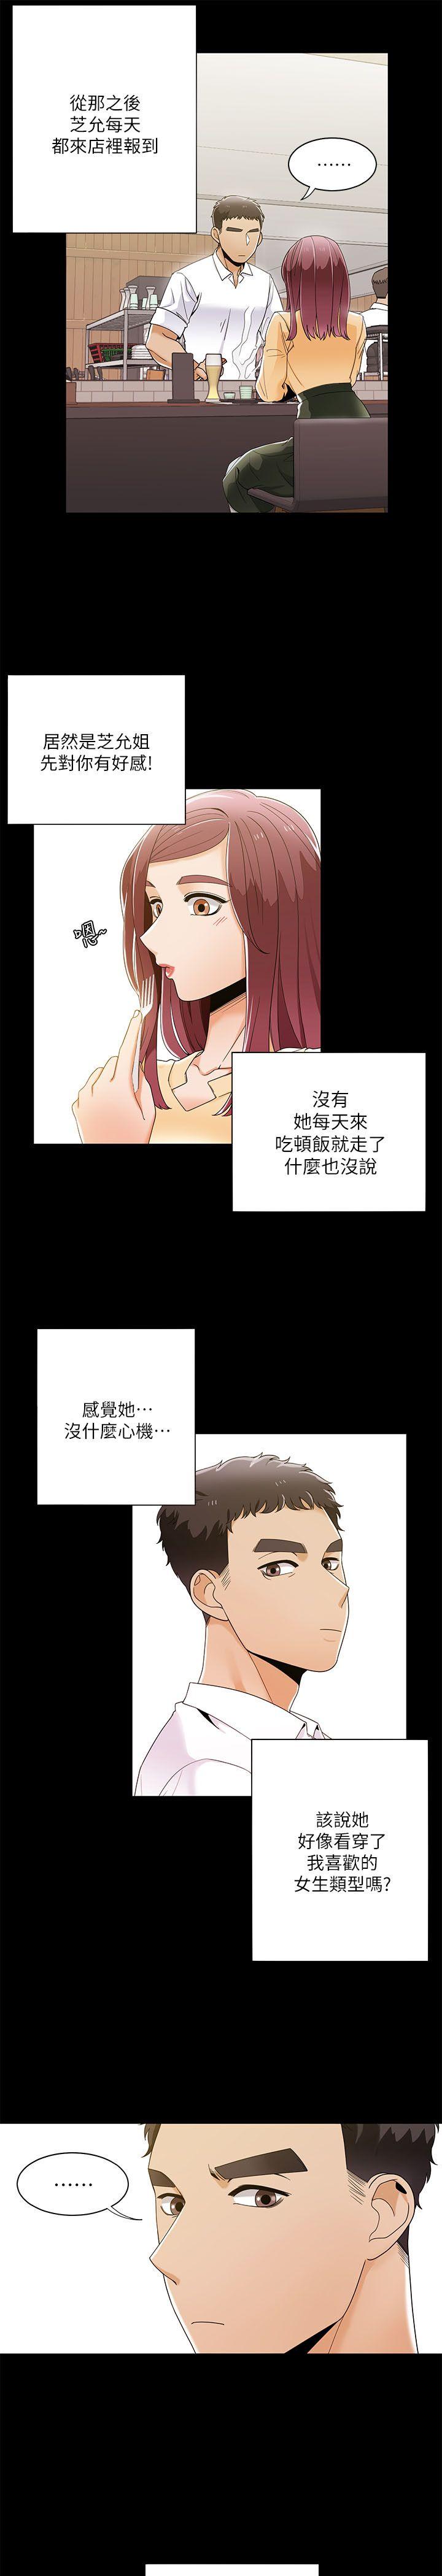 從那之後
芝允每天
都來店裡報到
……
居然是芝允姐
先對你有好感!
嗯~
沒有
她每天來
吃頓飯就走了
什麼也沒說
感覺她…
沒什麼心機…
該說她
好像看穿了
我喜歡的
女生類型嗎?
……